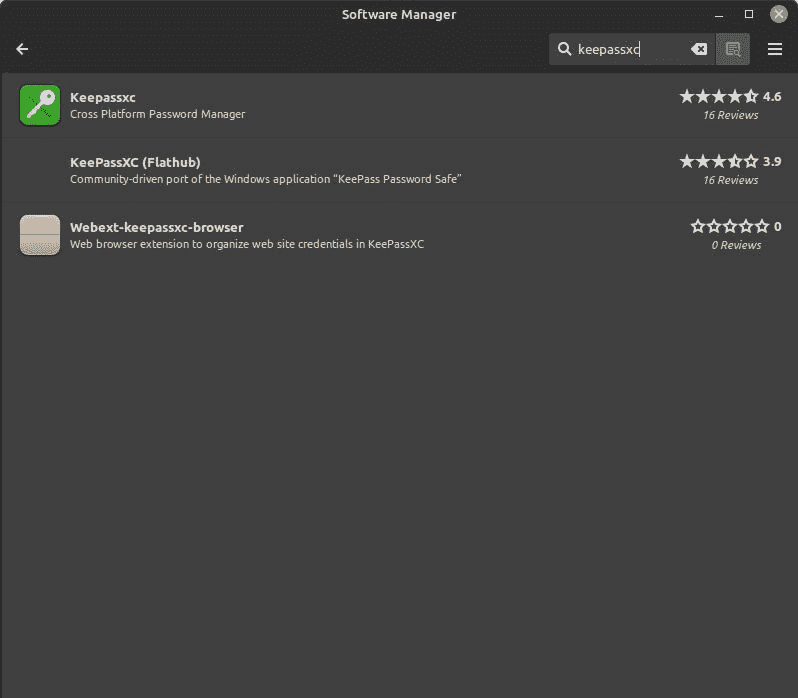 Software Manager
keepassxc
Keepassxc
4.6
Cross Platform Password Manager
16 Reviews
KeePassXC (Flathub)
3.9
Community-driven port of the Windows application “KeePass Password Safe”
16 Reviews
Webext-keepassxc-browser
0
Web browser extension to organize web site credentials in KeePassXC
0 Reviews